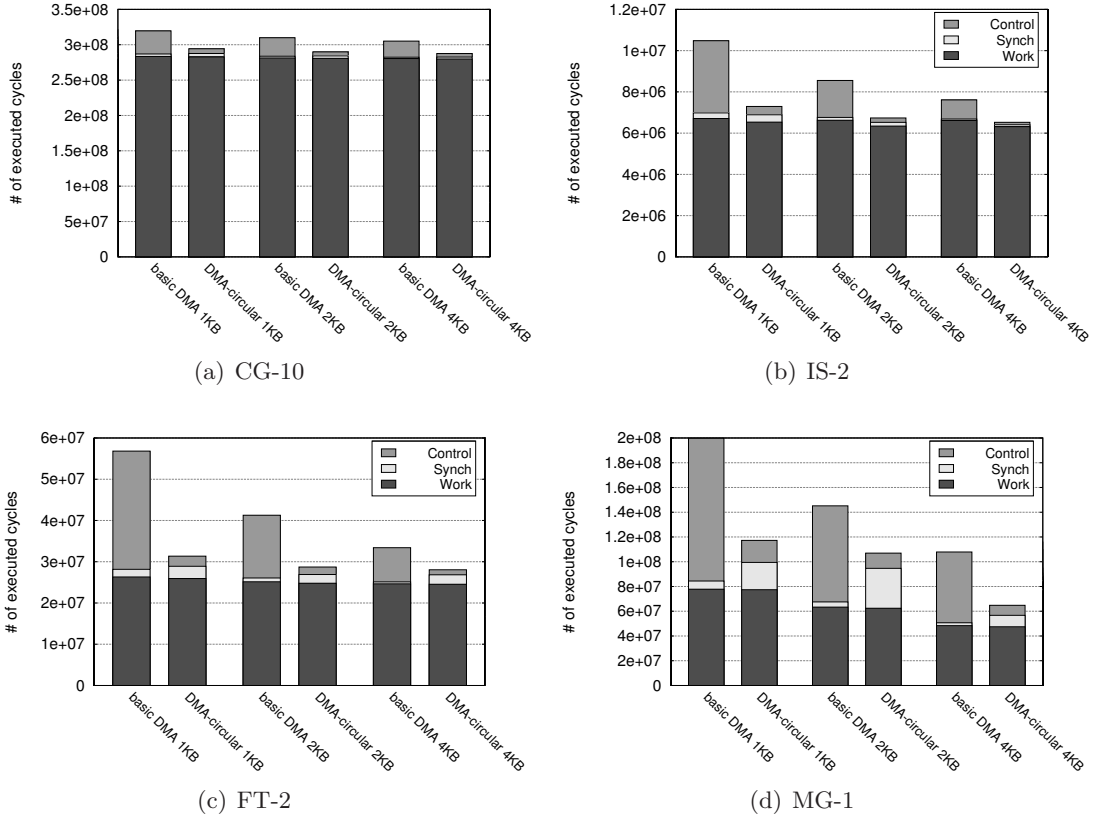 3.5e+08
3e+08
2.5e+08
2e+08
1.5e+08
1e+08
5e+07
0
# of executed cycles
basic DMA 1KB
DMA-circular 1KB
basic DMA 2KB
DMA-circular 2KB
basic DMA 4KB
DMA-circular 4KB
(a) CG-10
1.2e+07
1e+07
8e+06
6e+06
4e+06
2e+06
0
# of executed cycles
Control
Synch
Work
basic DMA 1KB
DMA-circular 1KB
basic DMA 2KB
DMA-circular 2KB
basic DMA 4KB
DMA-circular 4KB
(b) IS-2
6e+07
5e+07
4e+07
3e+07
2e+07
1e+07
0
# of executed cycles
Control
Synch
Work
basic DMA 1KB
DMA-circular 1KB
basic DMA 2KB
DMA-circular 2KB
basic DMA 4KB
DMA-circular 4KB
(c) FT-2
2e+08
1.8e+08
1.6e+08
1.4e+08
1.2e+08
1e+08
8e+07
6e+07
4e+07
2e+07
0
# of executed cycles
Control
Synch
Work
basic DMA 1KB
DMA-circular 1KB
basic DMA 2KB
DMA-circular 2KB
basic DMA 4KB
DMA-circular 4KB
(d) MG-1